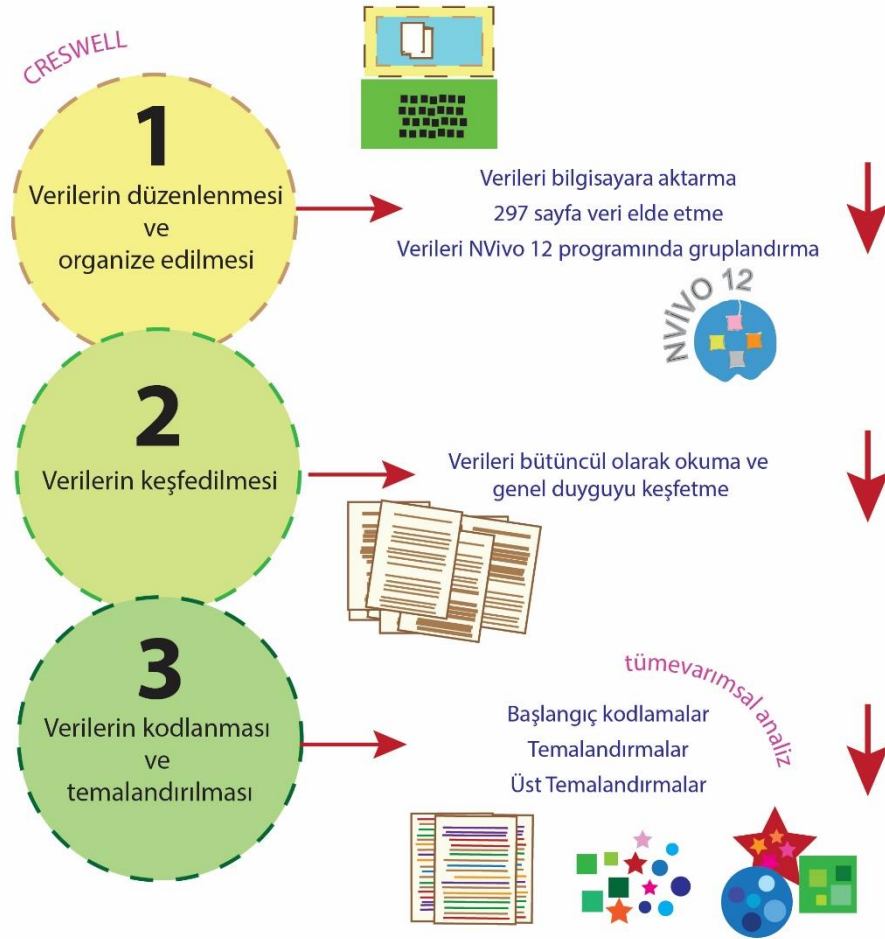 CRESWELL
1
Verilerin düzenlenmesi
ve
organize edilmesi
Verileri bilgisayara aktarma
297 sayfa veri elde etme
Verileri NVivo 12 programında gruplandırma
NVİVO 12
2
Verilerin keşfedilmesi
Verileri bütüncül olarak okuma ve
genel duyguyu keşfetme
3
Verilerin kodlanması
ve
temalandırılması
tümevarımsal analiz
Başlangıç kodlamalar
Temalandırmalar
Üst Temalandırmalar